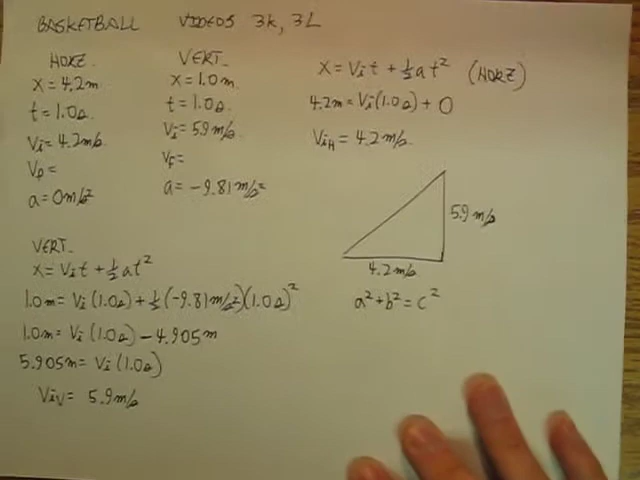 BASKETBALL VIDEOS 3K, 3L
HORZ.
X = 4.2m
t = 1.0s
Vi = 4.2m/s
VF =
a = 0m/s²
VERT.
X = 1.0m
t = 1.0s
Vi = 5.9m/s
VF =
a = -9.81m/s²
X = Vit + ½at² (HORZ)
4.2m = Vi(1.0s) + 0
ViH = 4.2m/s
5.9m/s
4.2m/s
a² + b² = c²
VERT.
X = Vit + ½at²
1.0m = Vi(1.0s) + ½(-9.81m/s²)(1.0s)²
1.0m = Vi(1.0s) - 4.905m
5.905m = Vi(1.0s)
Viv = 5.9m/s